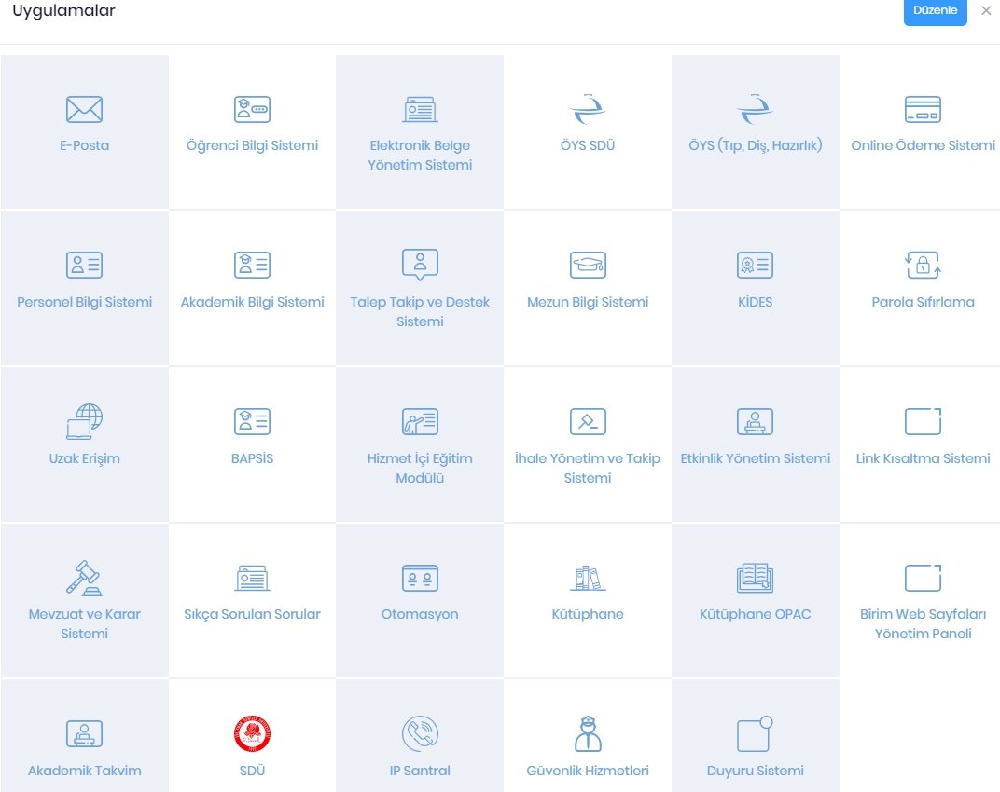 Uygulamalar
Düzenle
E-Posta
Öğrenci Bilgi Sistemi
Elektronik Belge
Yönetim Sistemi
ÖYS SDÜ
ÖYS (Tıp, Diş, Hazırlık)
Online Ödeme Sistemi
Personel Bilgi Sistemi
Akademik Bilgi Sistemi
Talep Takip ve Destek
Sistemi
Mezun Bilgi Sistemi
KİDES
Parola Sıfırlama
Uzak Erişim
BAPSİS
Hizmet İçi Eğitim
Modülü
İhale Yönetim ve Takip
Sistemi
Etkinlik Yönetim Sistemi
Link Kısaltma Sistemi
Mevzuat ve Karar
Sistemi
Sıkça Sorulan Sorular
Otomasyon
Kütüphane
Kütüphane OPAC
Birim Web Sayfaları
Yönetim Paneli
Akademik Takvim
SDÜ
IP Santral
Güvenlik Hizmetleri
Duyuru Sistemi